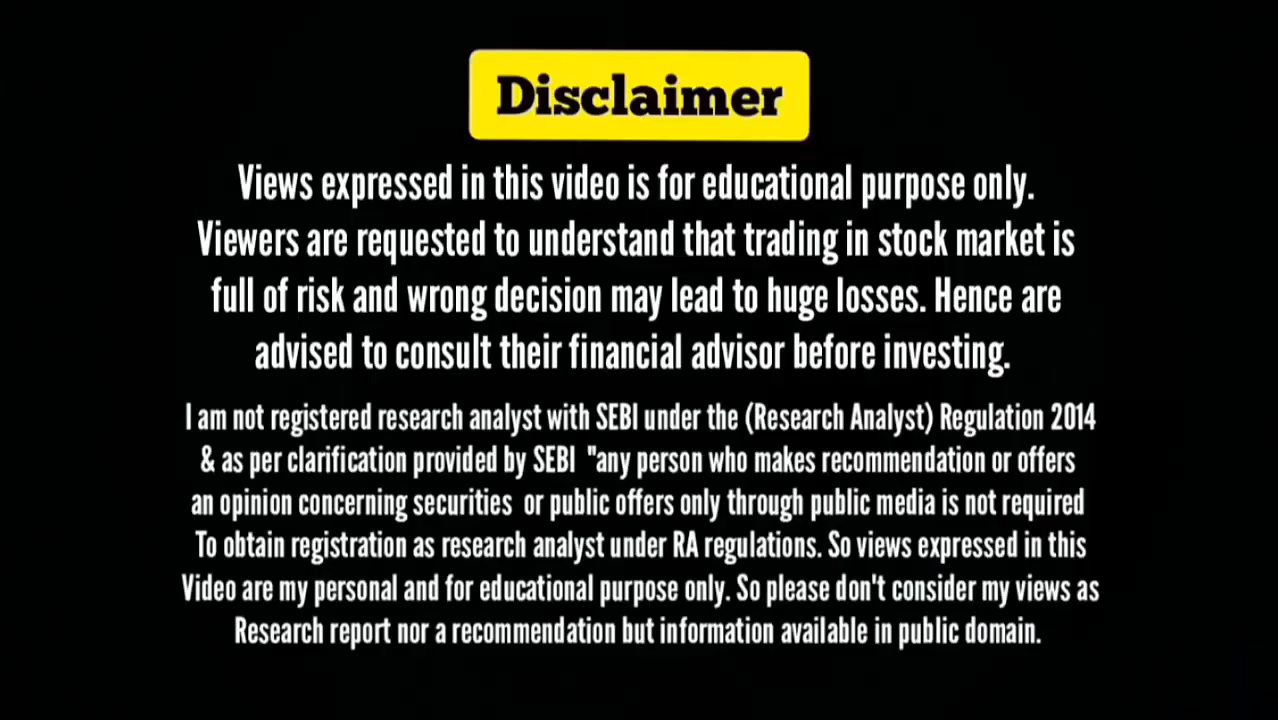 Disclaimer
Views expressed in this video is for educational purpose only.
Viewers are requested to understand that trading in stock market is
full of risk and wrong decision may lead to huge losses. Hence are
advised to consult their financial advisor before investing.
I am not registered research analyst with SEBI under the (Research Analyst) Regulation 2014
& as per clarification provided by SEBI "any person who makes recommendation or offers
an opinion concerning securities or public offers only through public media is not required
To obtain registration as research analyst under RA regulations. So views expressed in this
Video are my personal and for educational purpose only. So please don't consider my views as
Research report nor a recommendation but information available in public domain.